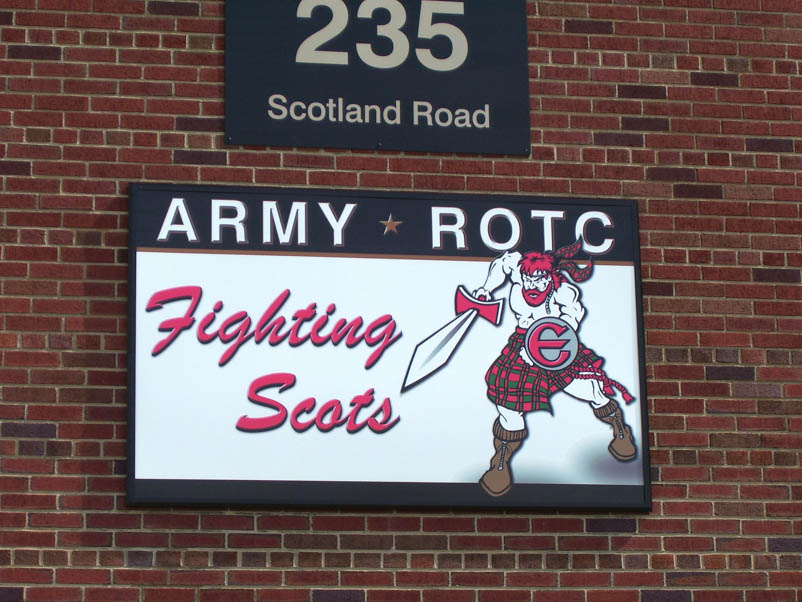 235
Scotland Road
ARMY ROTC
Fighting
Scots
E